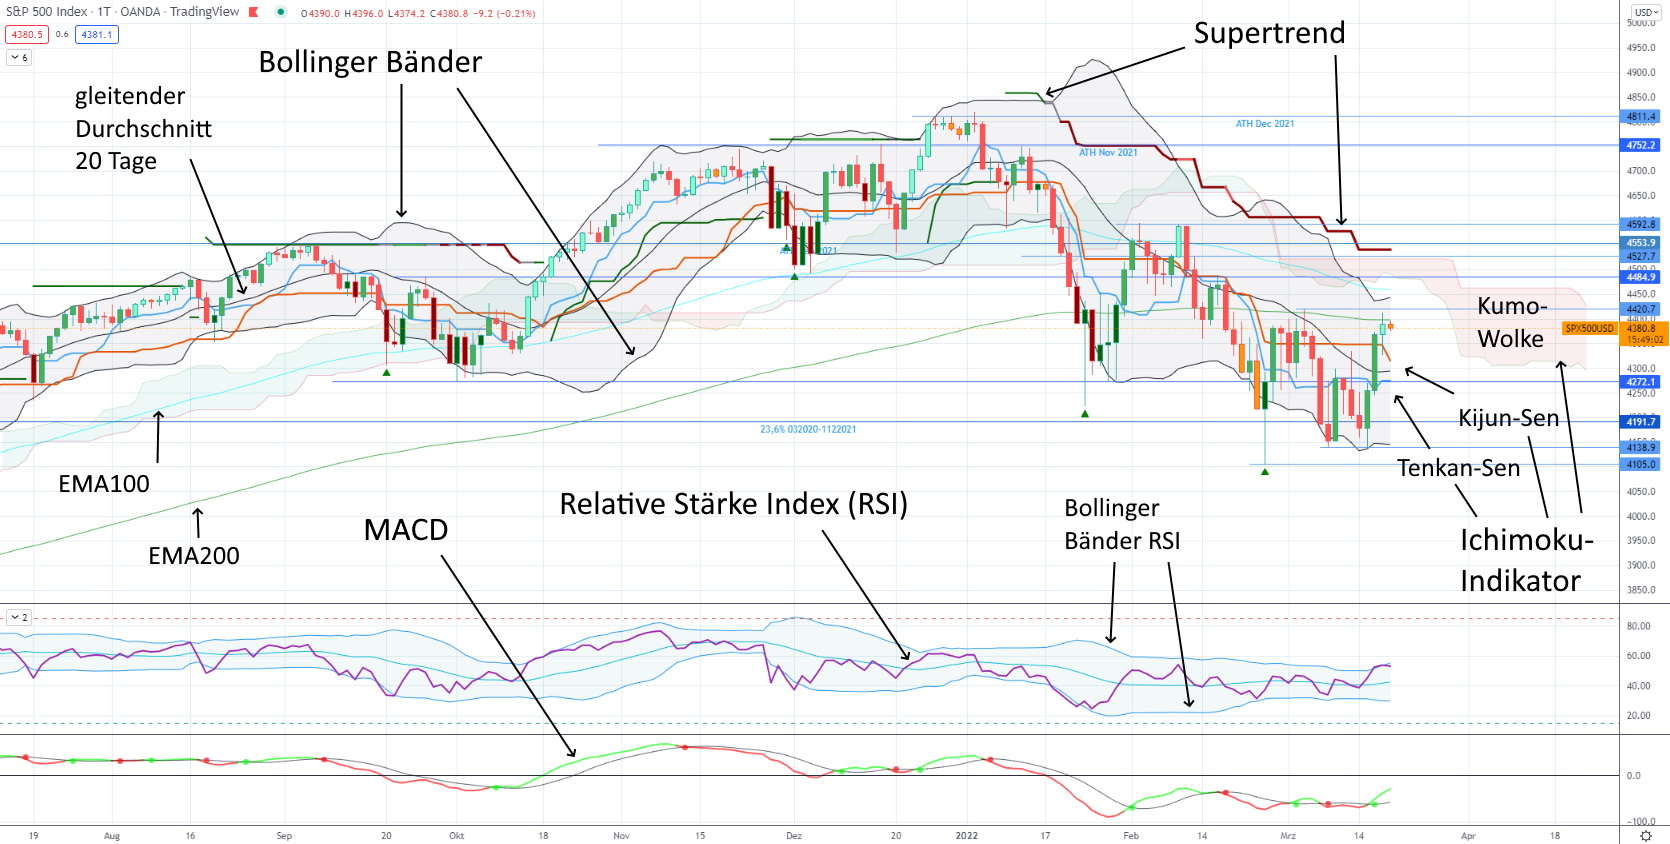 S&P 500 Index · 1T · OANDA · TradingView
O4390.0 H4396.0 L4374.2 C4380.8 −9.2 (−0.21%)
4380.5 0.6 4381.1
6
Bollinger Bänder
gleitender
Durchschnitt
20 Tage
Supertrend
ATH Dec 2021
ATH Nov 2021
23,6% 032020-1122021
Kumo-
Wolke
Kijun-Sen
Tenkan-Sen
Ichimoku-
Indikator
EMA100
EMA200
MACD
Relative Stärke Index (RSI)
Bollinger
Bänder RSI
2
USD
5000.0
4950.0
4900.0
4850.0
4811.4
4752.2
4700.0
4650.0
4592.8
4553.9
4527.7
4484.9
4450.0
4420.7
SPX500USD 4380.8
15:49:02
4300.0
4272.1
4250.0
4191.7
4138.9
4105.0
4050.0
4000.0
3950.0
3900.0
3850.0
80.00
60.00
40.00
20.00
0.0
−100.0
19 Aug 16 Sep 20 Okt 18 Nov 15 Dez 20 2022 17 Feb 14 Mrz 14 Apr 18